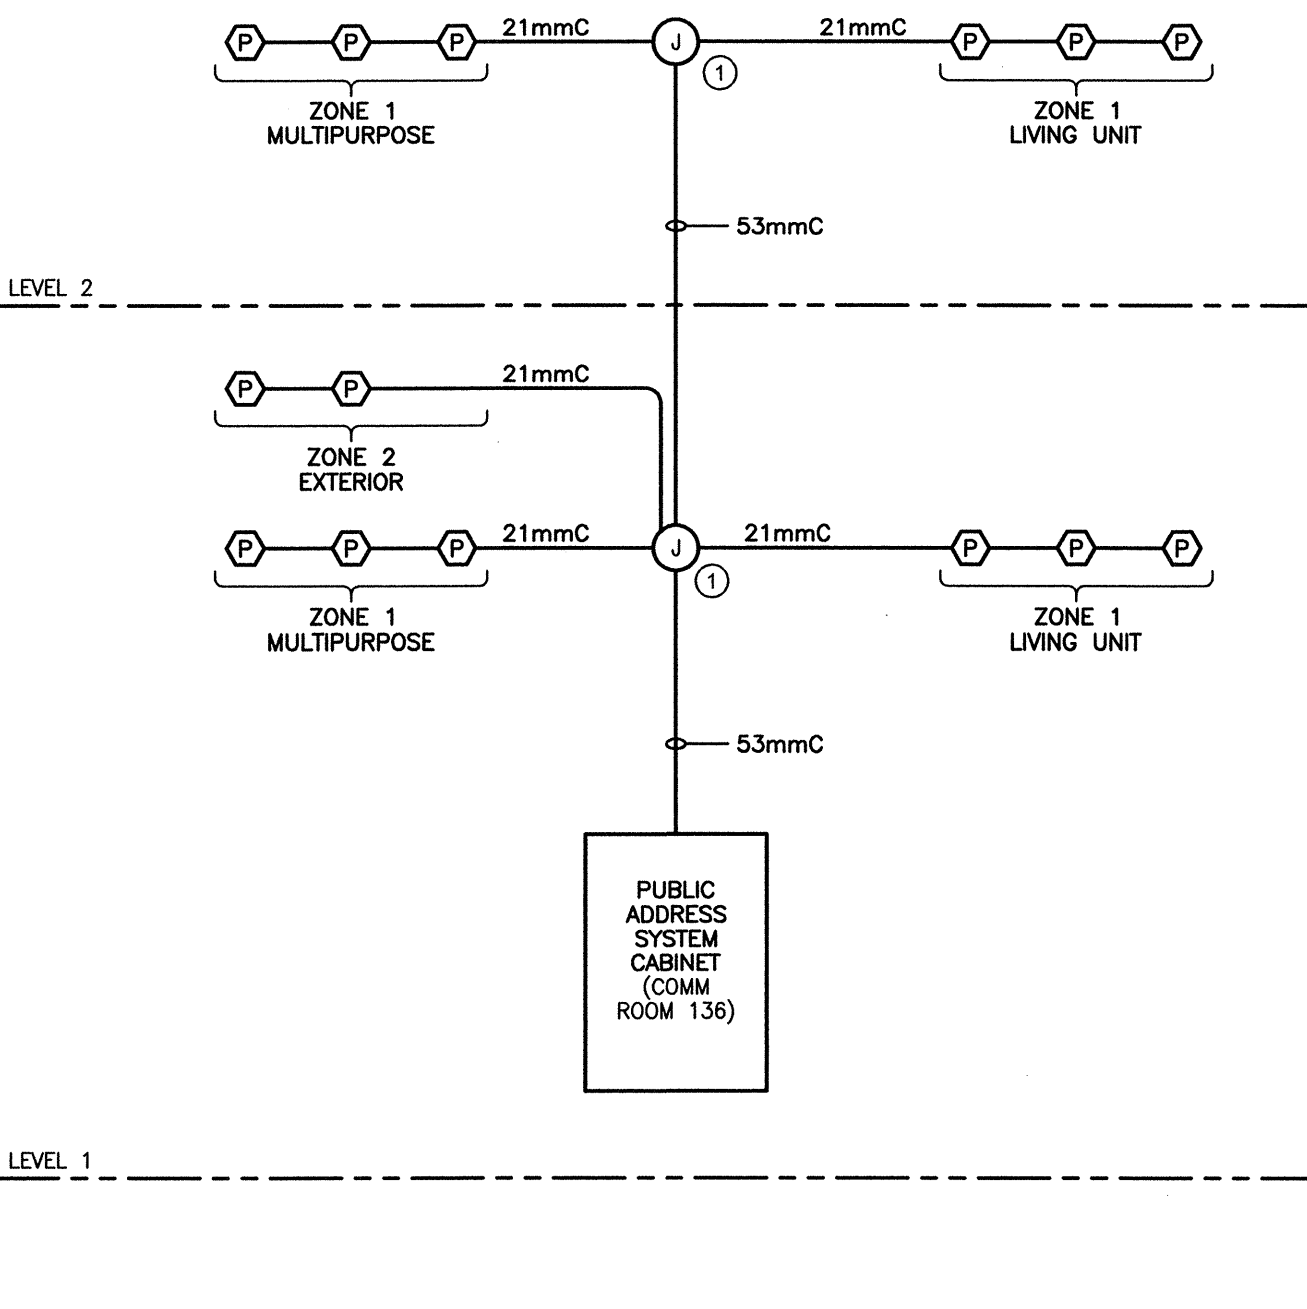 P P P 21mmC J 21mmC P P P
1
ZONE 1
MULTIPURPOSE
ZONE 1
LIVING UNIT
53mmC
LEVEL 2
P P 21mmC
ZONE 2
EXTERIOR
P P P 21mmC J 21mmC P P P
1
ZONE 1
MULTIPURPOSE
ZONE 1
LIVING UNIT
53mmC
PUBLIC
ADDRESS
SYSTEM
CABINET
(COMM
ROOM 136)
LEVEL 1